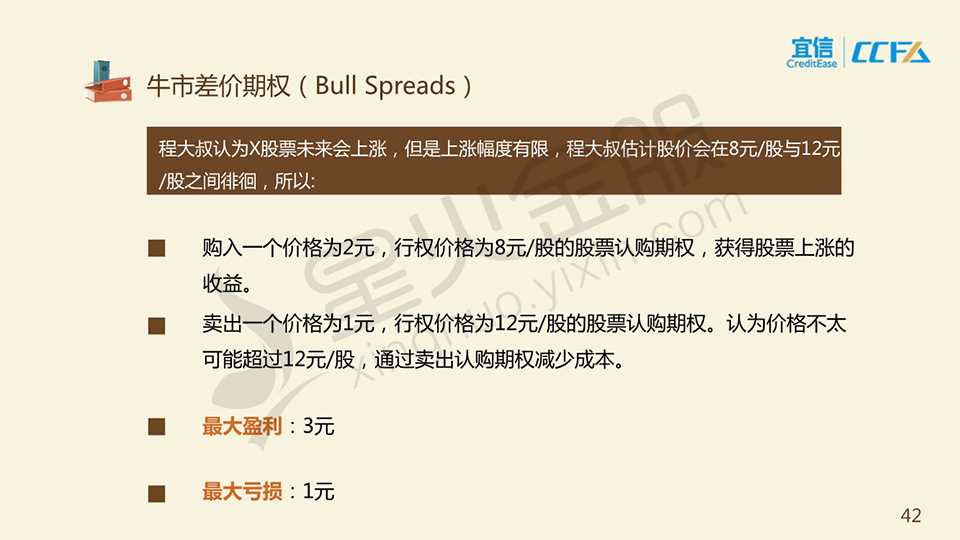 宜信
CreditEase
CCFA
牛市差价期权（Bull Spreads）
程大叔认为X股票未来会上涨，但是上涨幅度有限，程大叔估计股价会在8元/股与12元
/股之间徘徊，所以:
购入一个价格为2元，行权价格为8元/股的股票认购期权，获得股票上涨的
收益。
卖出一个价格为1元，行权价格为12元/股的股票认购期权。认为价格不太
可能超过12元/股，通过卖出认购期权减少成本。
最大盈利：3元
最大亏损：1元
星火金服
xinghuo.yixin.com
42